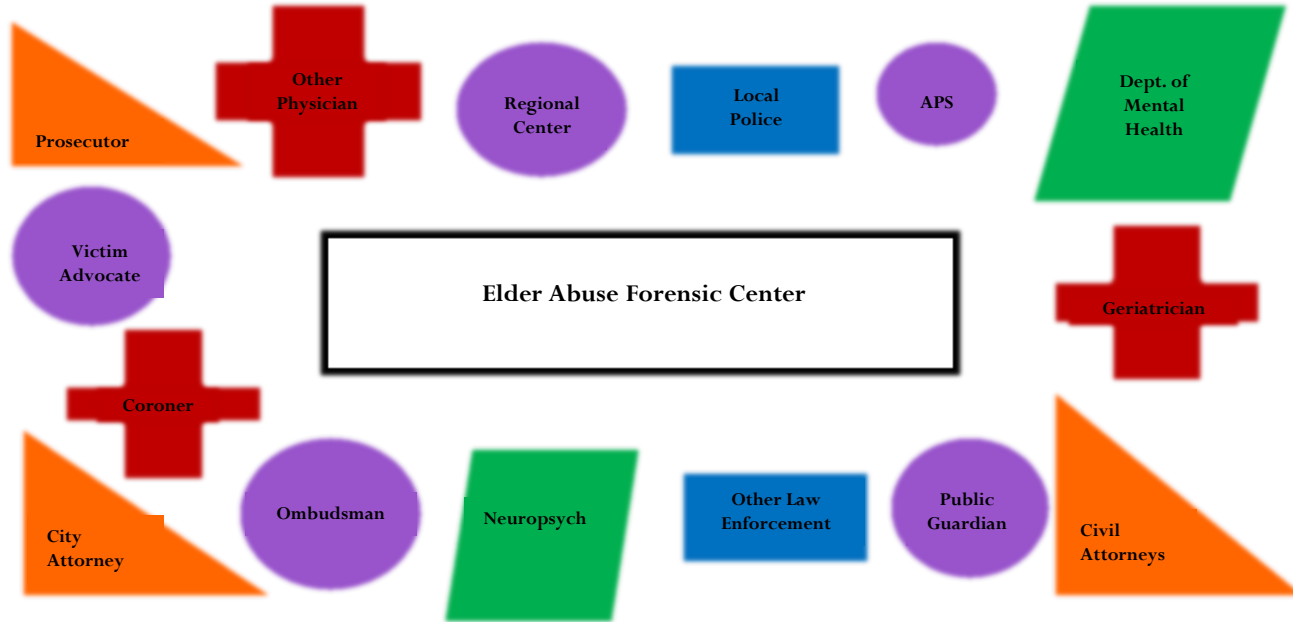 Prosecutor
Other
Physician
Regional
Center
Local
Police
APS
Dept. of
Mental
Health
Victim
Advocate
Elder Abuse Forensic Center
Geriatrician
Coroner
City
Attorney
Ombudsman
Neuropsych
Other Law
Enforcement
Public
Guardian
Civil
Attorneys